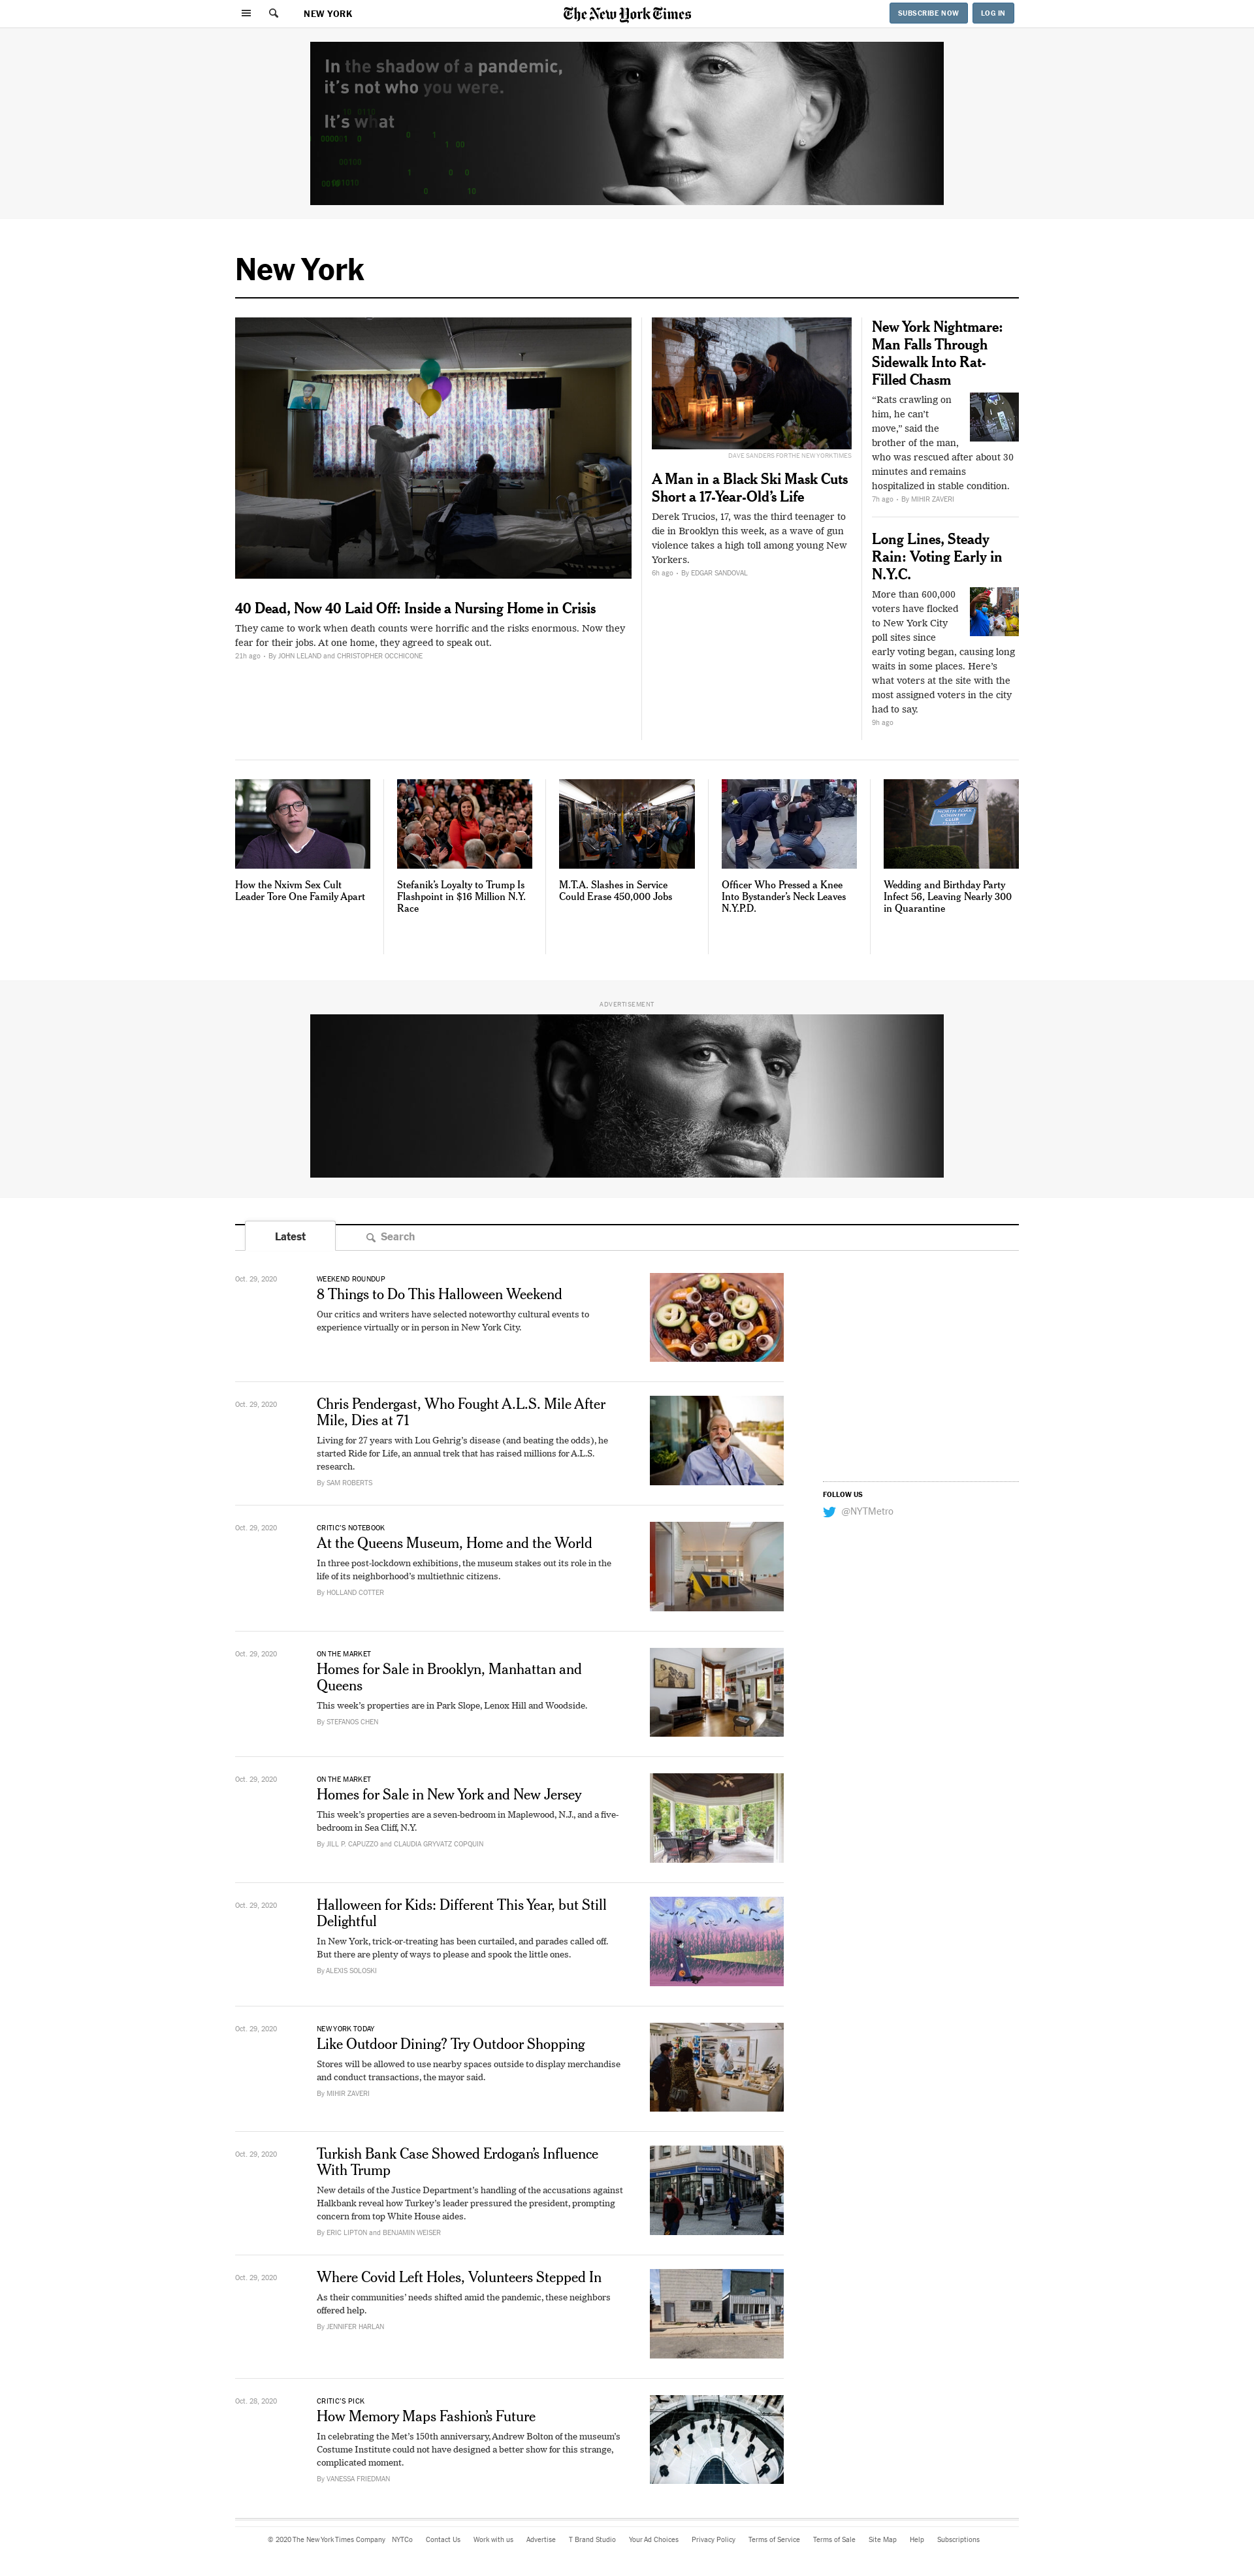 NEW YORK
The New York Times
SUBSCRIBE NOW
LOG IN
In the shadow of a pandemic,
it's not who you were.
It's what
New York
40 Dead, Now 40 Laid Off: Inside a Nursing Home in Crisis
They came to work when death counts were horrific and the risks enormous. Now they
fear for their jobs. At one home, they agreed to speak out.
21h ago • By JOHN LELAND and CHRISTOPHER OCCHICONE
DAVE SANDERS FOR THE NEW YORK TIMES
A Man in a Black Ski Mask Cuts
Short a 17-Year-Old’s Life
Derek Trucios, 17, was the third teenager to
die in Brooklyn this week, as a wave of gun
violence takes a high toll among young New
Yorkers.
6h ago • By EDGAR SANDOVAL
New York Nightmare:
Man Falls Through
Sidewalk Into Rat-
Filled Chasm
“Rats crawling on
him, he can’t
move,” said the
brother of the man,
who was rescued after about 30
minutes and remains
hospitalized in stable condition.
7h ago • By MIHIR ZAVERI
Long Lines, Steady
Rain: Voting Early in
N.Y.C.
More than 600,000
voters have flocked
to New York City
poll sites since
early voting began, causing long
waits in some places. Here’s
what voters at the site with the
most assigned voters in the city
had to say.
9h ago
How the Nxivm Sex Cult
Leader Tore One Family Apart
Stefanik’s Loyalty to Trump Is
Flashpoint in $16 Million N.Y.
Race
M.T.A. Slashes in Service
Could Erase 450,000 Jobs
Officer Who Pressed a Knee
Into Bystander’s Neck Leaves
N.Y.P.D.
Wedding and Birthday Party
Infect 56, Leaving Nearly 300
in Quarantine
ADVERTISEMENT
Latest
Search
Oct. 29, 2020
WEEKEND ROUNDUP
8 Things to Do This Halloween Weekend
Our critics and writers have selected noteworthy cultural events to
experience virtually or in person in New York City.
Oct. 29, 2020
Chris Pendergast, Who Fought A.L.S. Mile After
Mile, Dies at 71
Living for 27 years with Lou Gehrig’s disease (and beating the odds), he
started Ride for Life, an annual trek that has raised millions for A.L.S.
research.
By SAM ROBERTS
FOLLOW US
@NYTMetro
Oct. 29, 2020
CRITIC’S NOTEBOOK
At the Queens Museum, Home and the World
In three post-lockdown exhibitions, the museum stakes out its role in the
life of its neighborhood’s multiethnic citizens.
By HOLLAND COTTER
Oct. 29, 2020
ON THE MARKET
Homes for Sale in Brooklyn, Manhattan and
Queens
This week’s properties are in Park Slope, Lenox Hill and Woodside.
By STEFANOS CHEN
Oct. 29, 2020
ON THE MARKET
Homes for Sale in New York and New Jersey
This week’s properties are a seven-bedroom in Maplewood, N.J., and a five-
bedroom in Sea Cliff, N.Y.
By JILL P. CAPUZZO and CLAUDIA GRYVATZ COPQUIN
Oct. 29, 2020
Halloween for Kids: Different This Year, but Still
Delightful
In New York, trick-or-treating has been curtailed, and parades called off.
But there are plenty of ways to please and spook the little ones.
By ALEXIS SOLOSKI
Oct. 29, 2020
NEW YORK TODAY
Like Outdoor Dining? Try Outdoor Shopping
Stores will be allowed to use nearby spaces outside to display merchandise
and conduct transactions, the mayor said.
By MIHIR ZAVERI
Oct. 29, 2020
Turkish Bank Case Showed Erdogan’s Influence
With Trump
New details of the Justice Department’s handling of the accusations against
Halkbank reveal how Turkey’s leader pressured the president, prompting
concern from top White House aides.
By ERIC LIPTON and BENJAMIN WEISER
Oct. 29, 2020
Where Covid Left Holes, Volunteers Stepped In
As their communities’ needs shifted amid the pandemic, these neighbors
offered help.
By JENNIFER HARLAN
Oct. 28, 2020
CRITIC’S PICK
How Memory Maps Fashion’s Future
In celebrating the Met’s 150th anniversary, Andrew Bolton of the museum’s
Costume Institute could not have designed a better show for this strange,
complicated moment.
By VANESSA FRIEDMAN
© 2020 The New York Times Company NYTCo Contact Us Work with us Advertise T Brand Studio Your Ad Choices Privacy Policy Terms of Service Terms of Sale Site Map Help Subscriptions